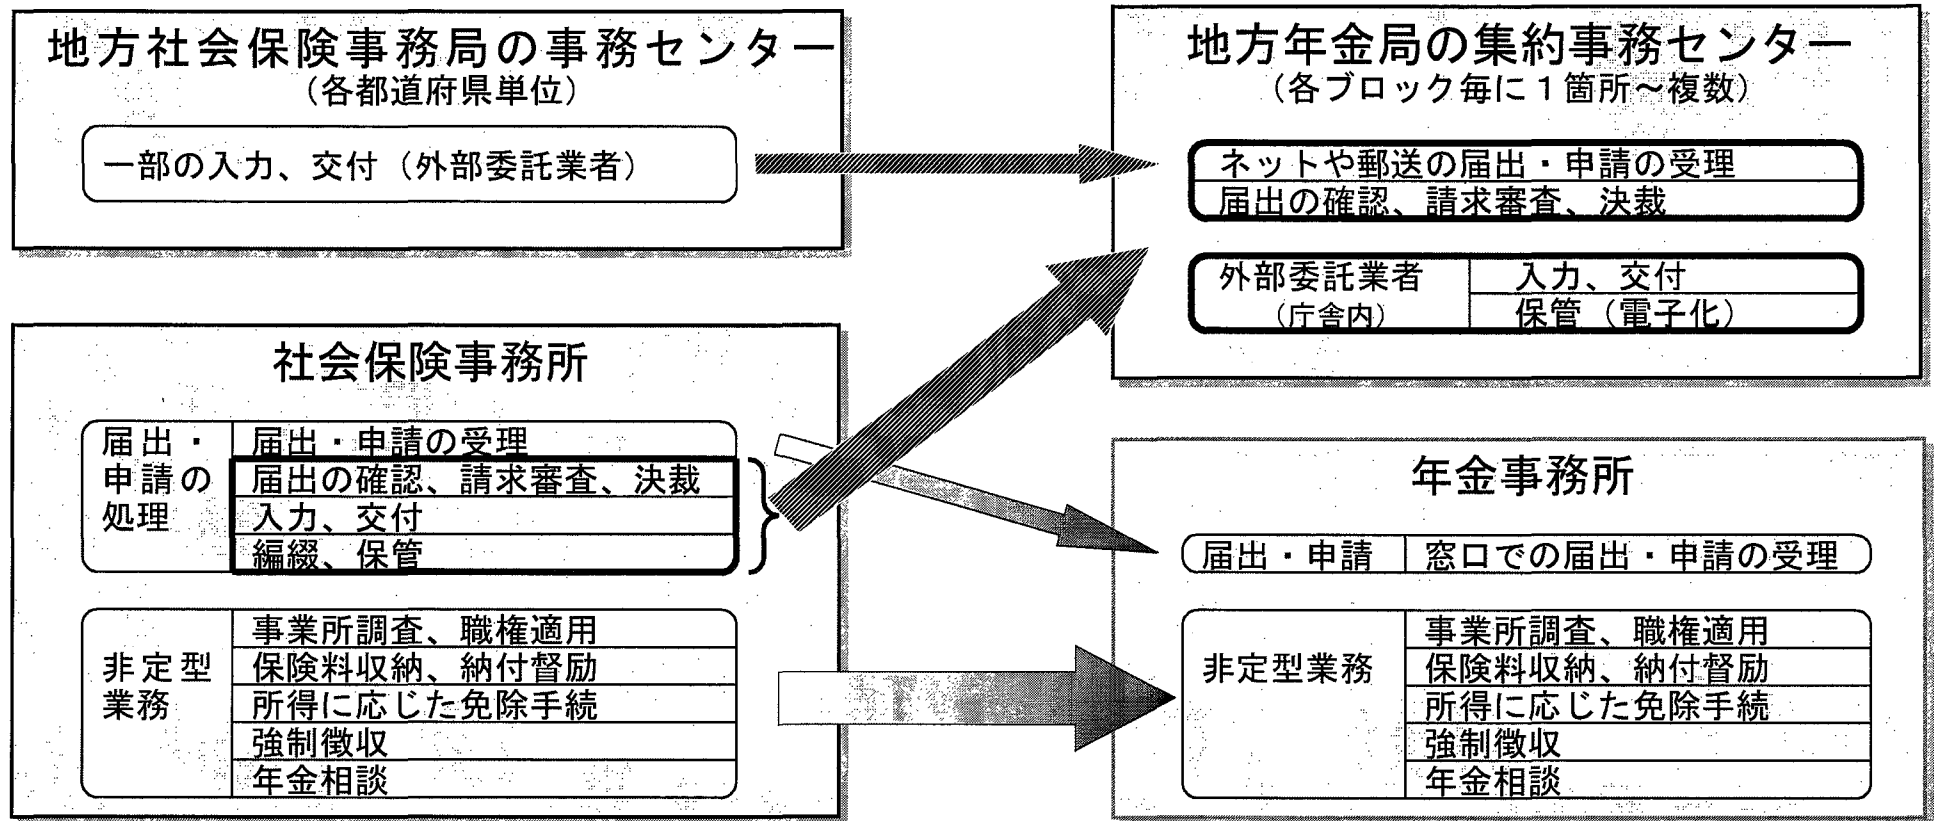 地方社会保険事務局の事務センター
（各都道府県単位）
一部の入力、交付（外部委託業者）
社会保険事務所
届出・
申請の
処理
届出・申請の受理
届出の確認、請求審査、決裁
入力、交付
編綴、保管
非定型
業務
事業所調査、職権適用
保険料収納、納付督励
所得に応じた免除手続
強制徴収
年金相談
地方年金局の集約事務センター
（各ブロック毎に１箇所～複数）
ネットや郵送の届出・申請の受理
届出の確認、請求審査、決裁
外部委託業者
（庁舎内）
入力、交付
保管（電子化）
年金事務所
届出・申請
窓口での届出・申請の受理
非定型業務
事業所調査、職権適用
保険料収納、納付督励
所得に応じた免除手続
強制徴収
年金相談